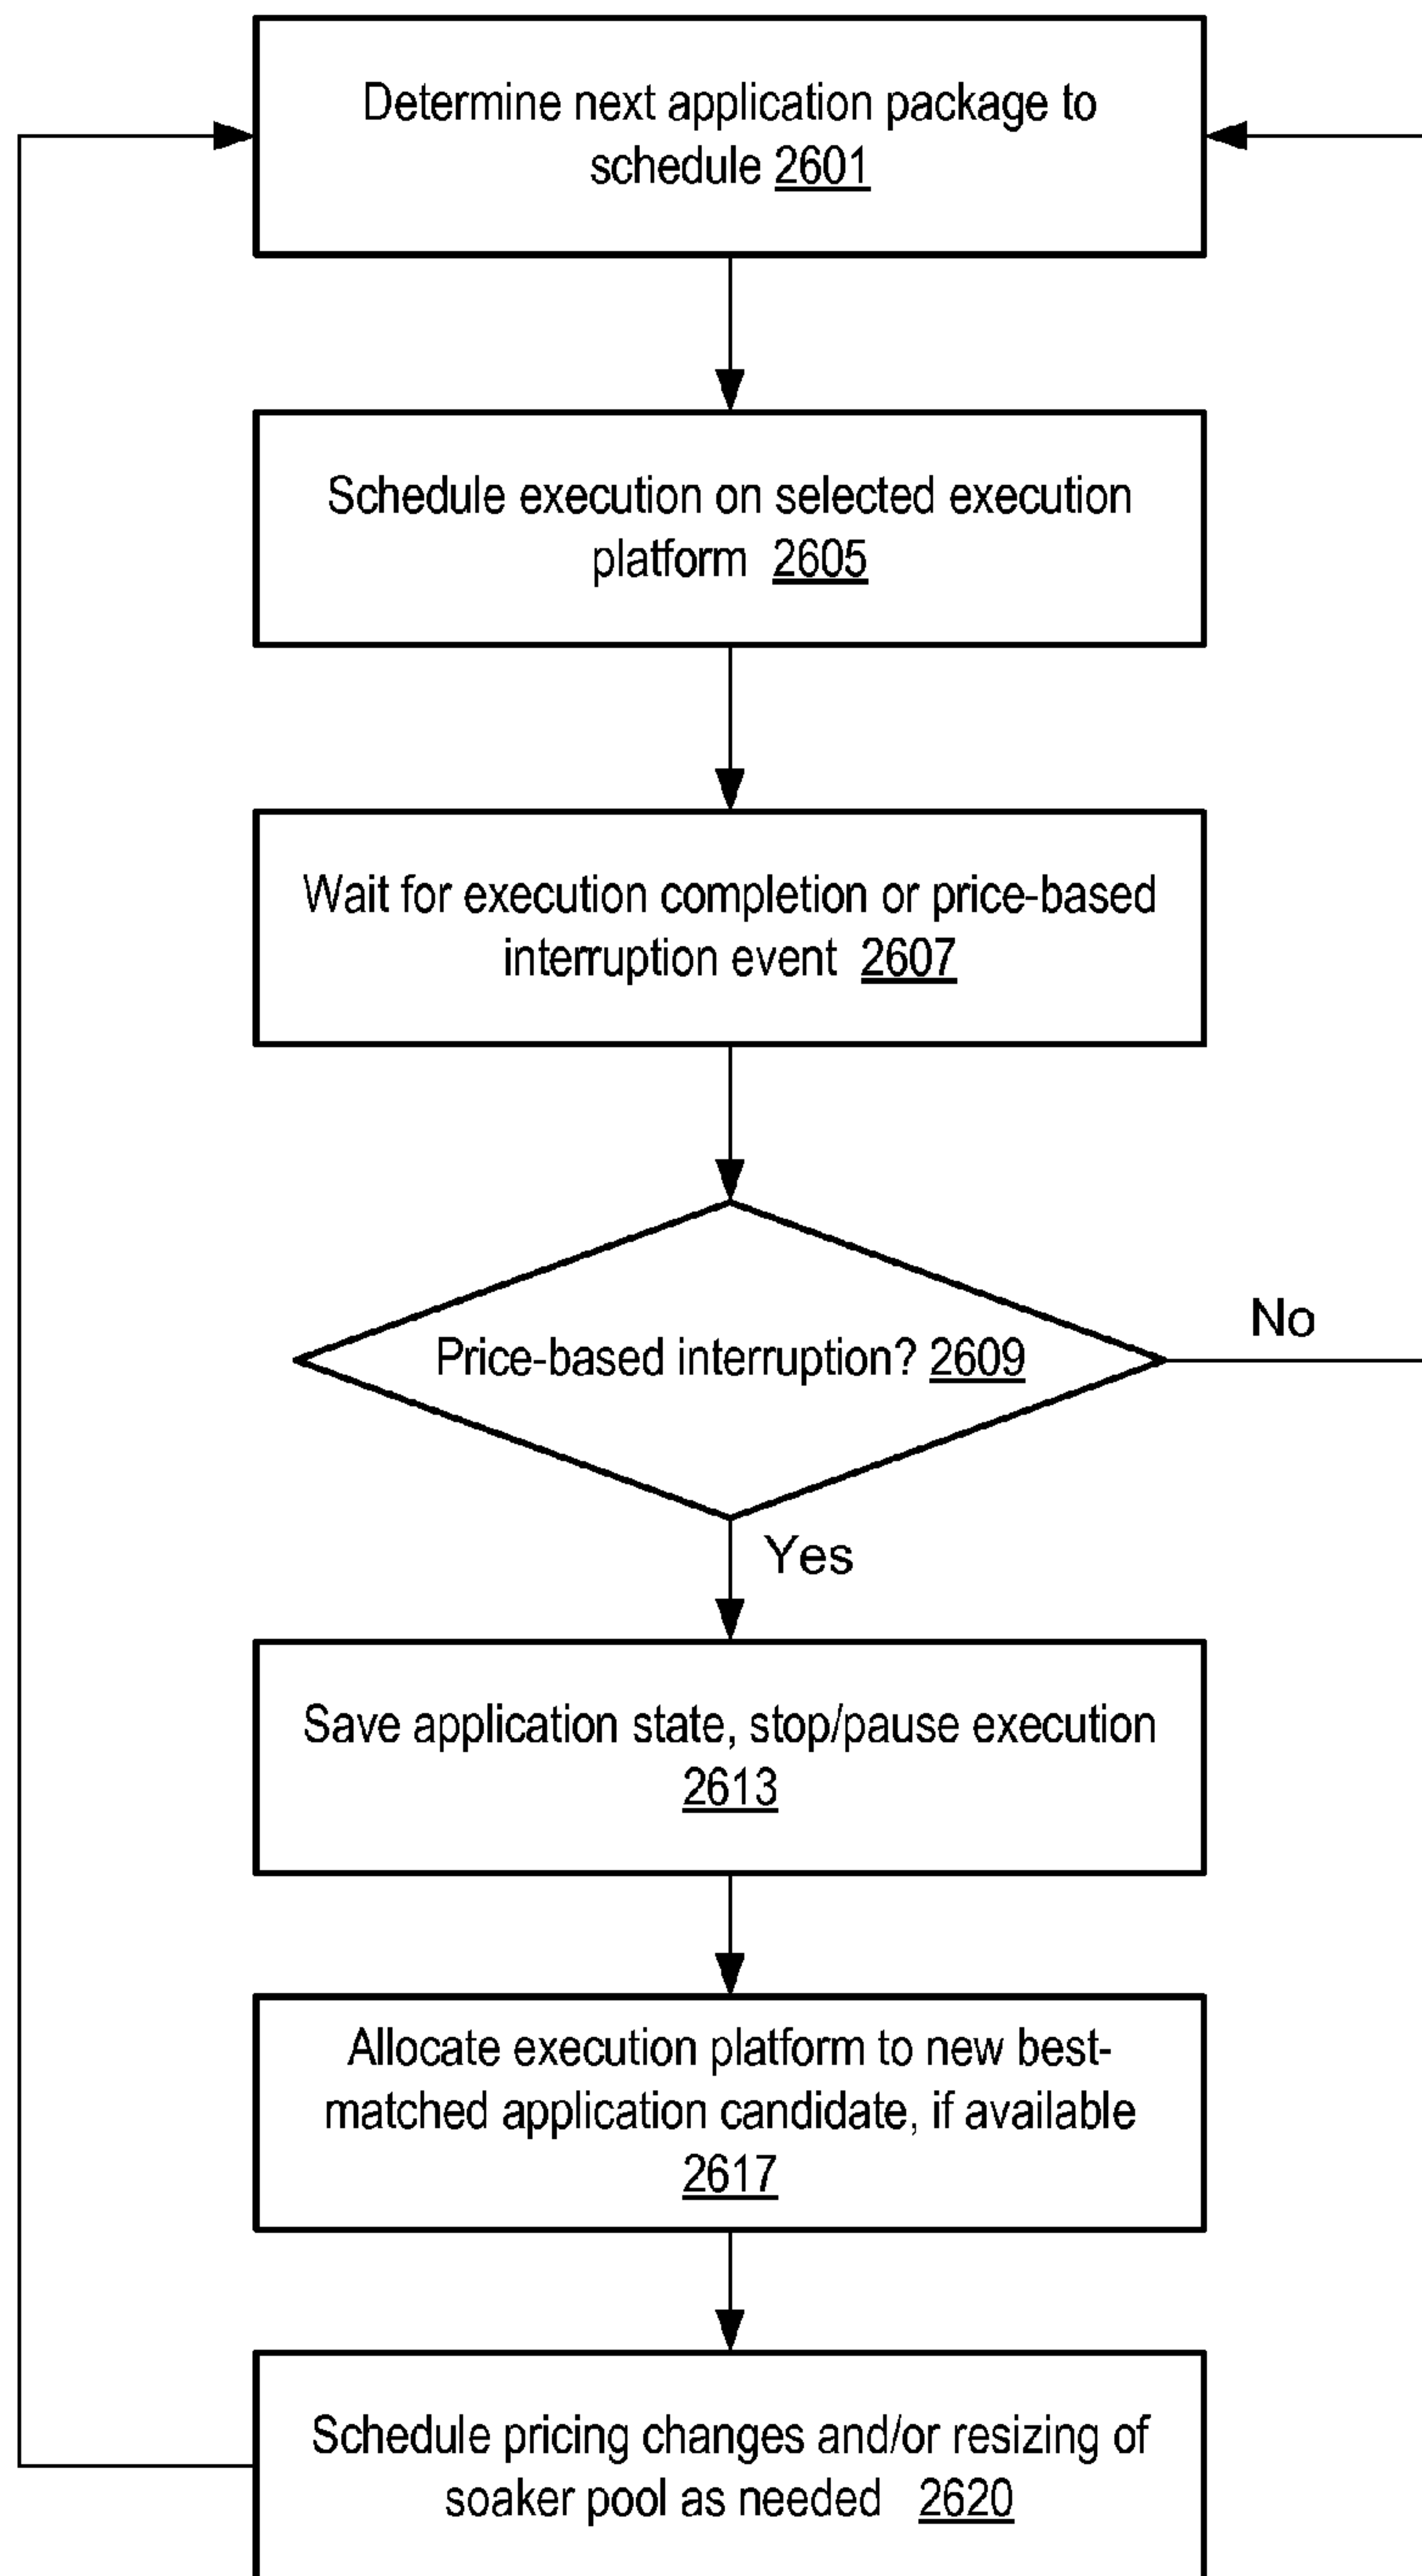 Determine next application package to
schedule 2601
Schedule execution on selected execution
platform 2605
Wait for execution completion or price-based
interruption event 2607
Price-based interruption? 2609
No
Yes
Save application state, stop/pause execution
2613
Allocate execution platform to new best-
matched application candidate, if available
2617
Schedule pricing changes and/or resizing of
soaker pool as needed 2620